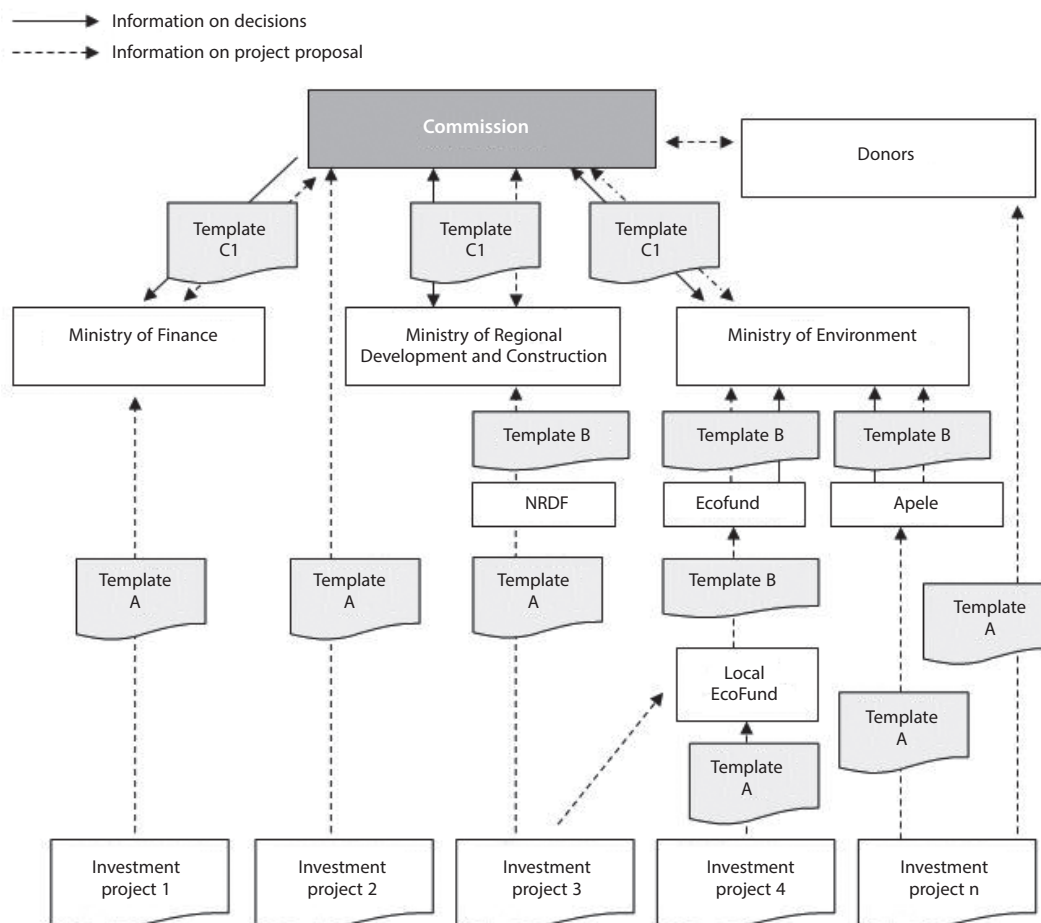 Information on decisions
Information on project proposal
Commission
Donors
Template
C1
Template
C1
Template
C1
Ministry of Finance
Ministry of Regional
Development and Construction
Ministry of Environment
Template B
Template B
Template B
NRDF
Ecofund
Apele
Template
A
Template
A
Template
A
Template B
Template
A
Local
EcoFund
Template
A
Template
A
Investment
project 1
Investment
project 2
Investment
project 3
Investment
project 4
Investment
project n